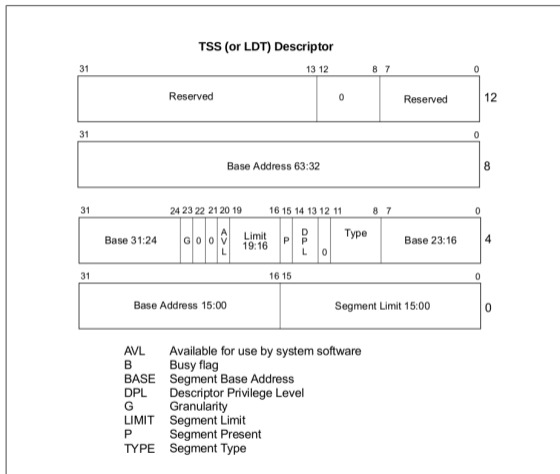 TSS (or LDT) Descriptor
31 13 12 8 7 0
Reserved 0 Reserved 12
31 0
Base Address 63:32 8
31 24 23 22 21 20 19 16 15 14 13 12 11 8 7 0
Base 31:24 G 0 0 AVL Limit 19:16 P DPL 0 Type Base 23:16 4
31 16 15 0
Base Address 15:00 Segment Limit 15:00 0
AVL Available for use by system software
B Busy flag
BASE Segment Base Address
DPL Descriptor Privilege Level
G Granularity
LIMIT Segment Limit
P Segment Present
TYPE Segment Type